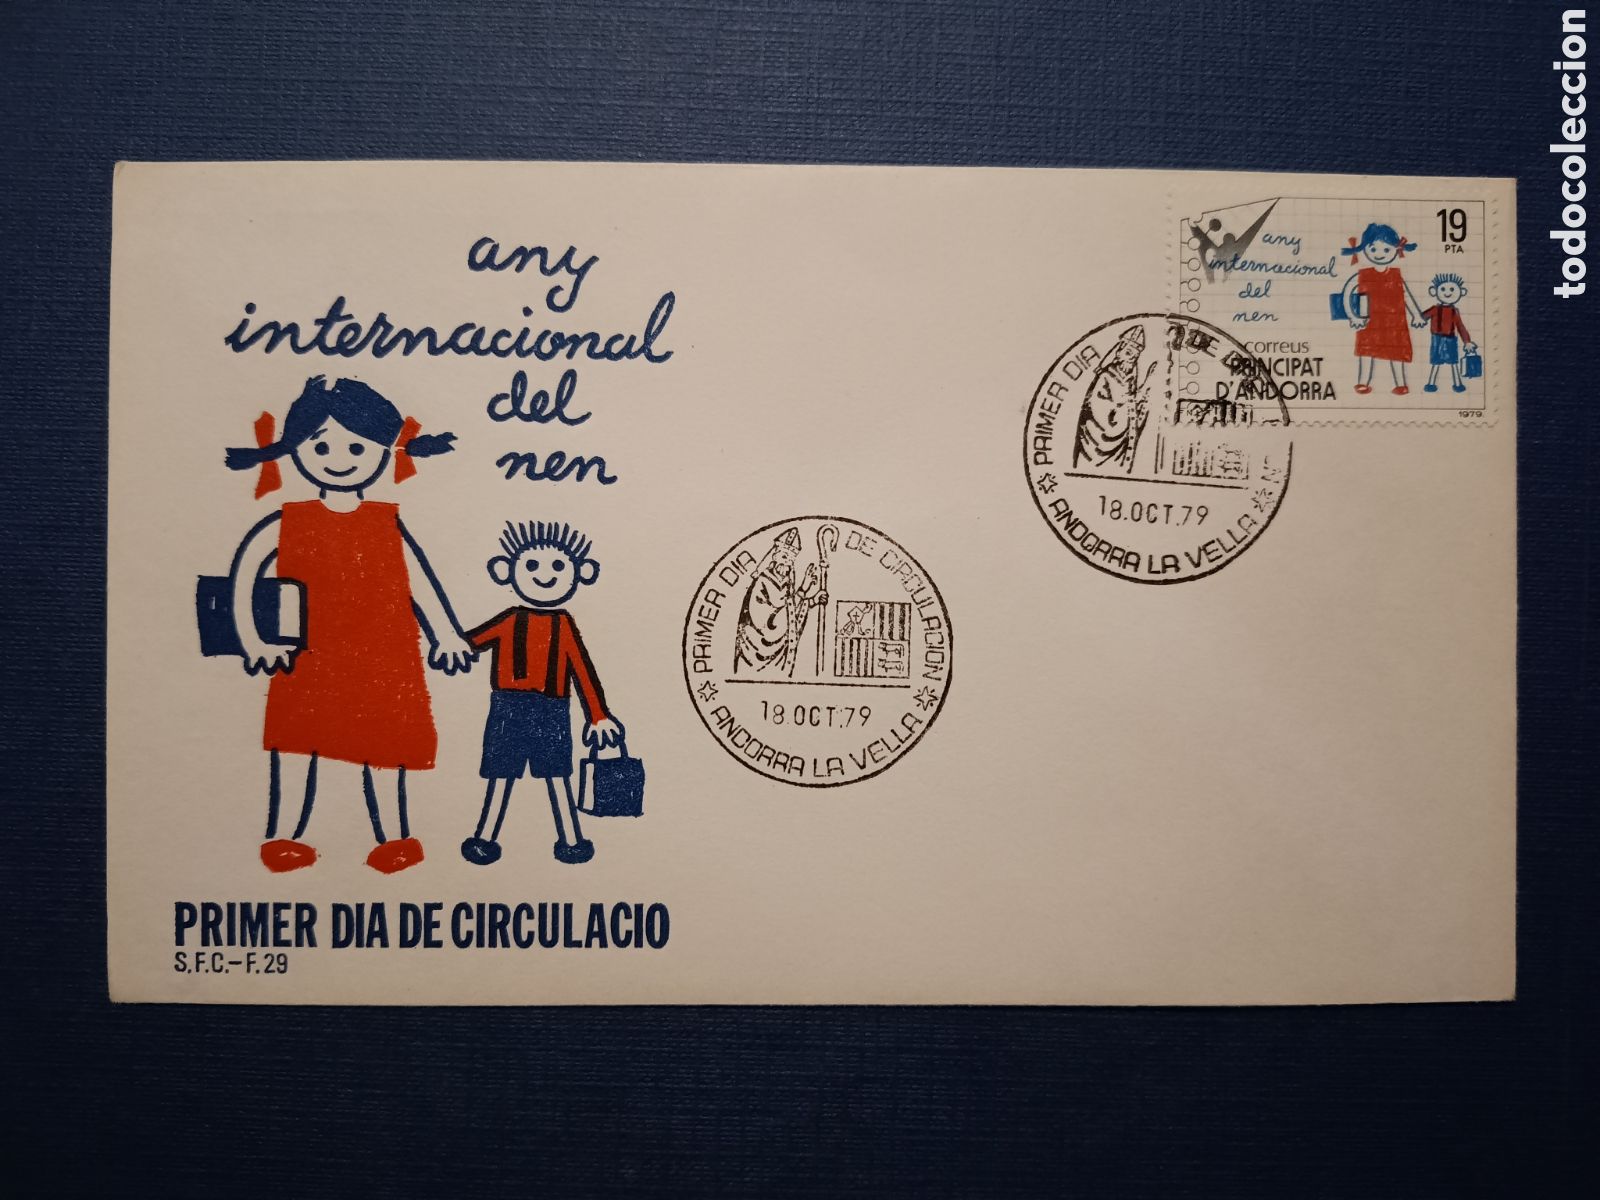 any
internacional
del
nen
PRIMER DIA DE CIRCULACIO
S.F.C.-F.29
PRIMER DIA DE CIRCULACION
18.OCT.79
ANDORRA LA VELLA
PRIMER DIA DE
18.OCT.79
ANDORRA LA VELLA
any
internacional
del
nen
19
PTA
correus
PRINCIPAT
D'ANDORRA
1979.
todocoleccion